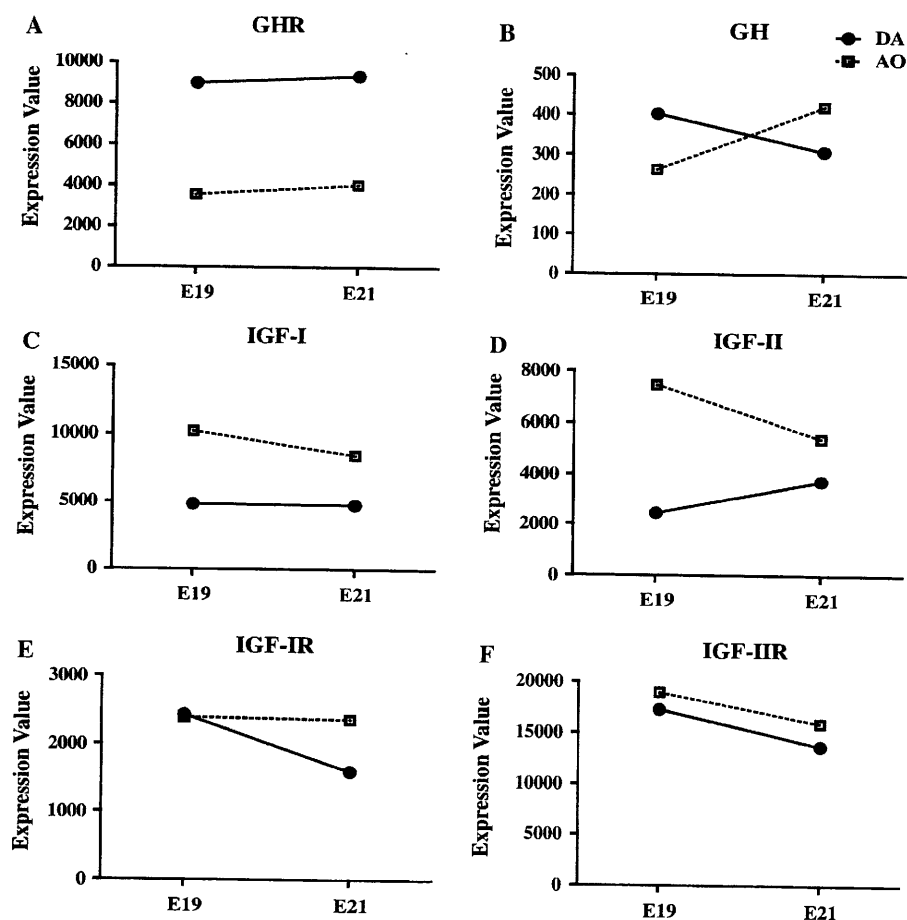 A
GHR
Expression Value
10000
8000
6000
4000
2000
0
E19
E21
B
GH
DA
AO
Expression Value
500
400
300
200
100
0
E19
E21
C
IGF-I
Expression Value
15000
10000
5000
0
E19
E21
D
IGF-II
Expression Value
8000
6000
4000
2000
0
E19
E21
E
IGF-IR
Expression Value
3000
2000
1000
0
E19
E21
F
IGF-IIR
Expression Value
20000
15000
10000
5000
0
E19
E21